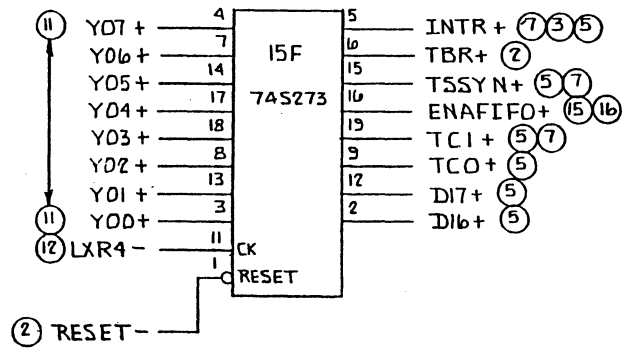 11 Y07+ 4 15F 5 INTR+ 7 3 5
Y06+ 7 74S273 6 TBR+ 2
Y05+ 14 15 TSSYN+ 5 7
Y04+ 17 16 ENAFIFO+ 15 16
Y03+ 18 19 TC1+ 5 7
Y02+ 8 9 TC0+ 5
Y01+ 13 12 D17+ 5
11 Y00+ 3 2 D16+ 5
12 LXR4- 11 CK
1 RESET
2 RESET-